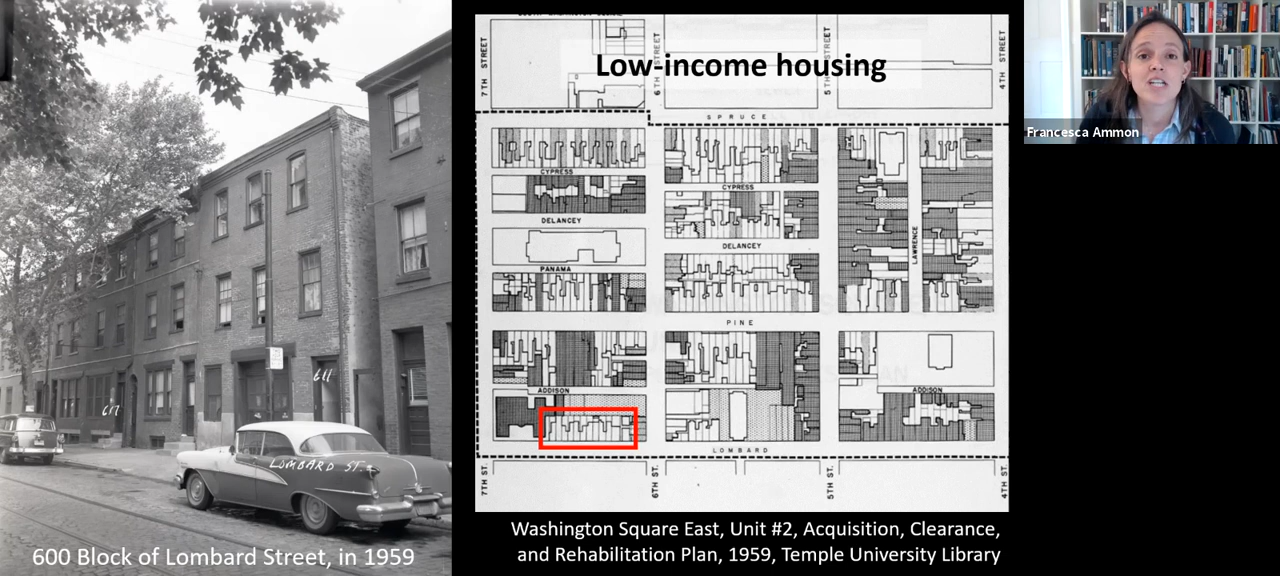 617
611
LOMBARD ST.
600 Block of Lombard Street, in 1959
Low-income housing
7TH STREET
6TH STREET
5TH STREET
4TH STREET
SPRUCE
CYPRESS
CYPRESS
DELANCEY
DELANCEY
LAWRENCE
PANAMA
PINE
ADDISON
ADDISON
LOMBARD
7TH ST.
6TH ST.
5TH ST.
4TH ST.
Washington Square East, Unit #2, Acquisition, Clearance,
and Rehabilitation Plan, 1959, Temple University Library
Francesca Ammon